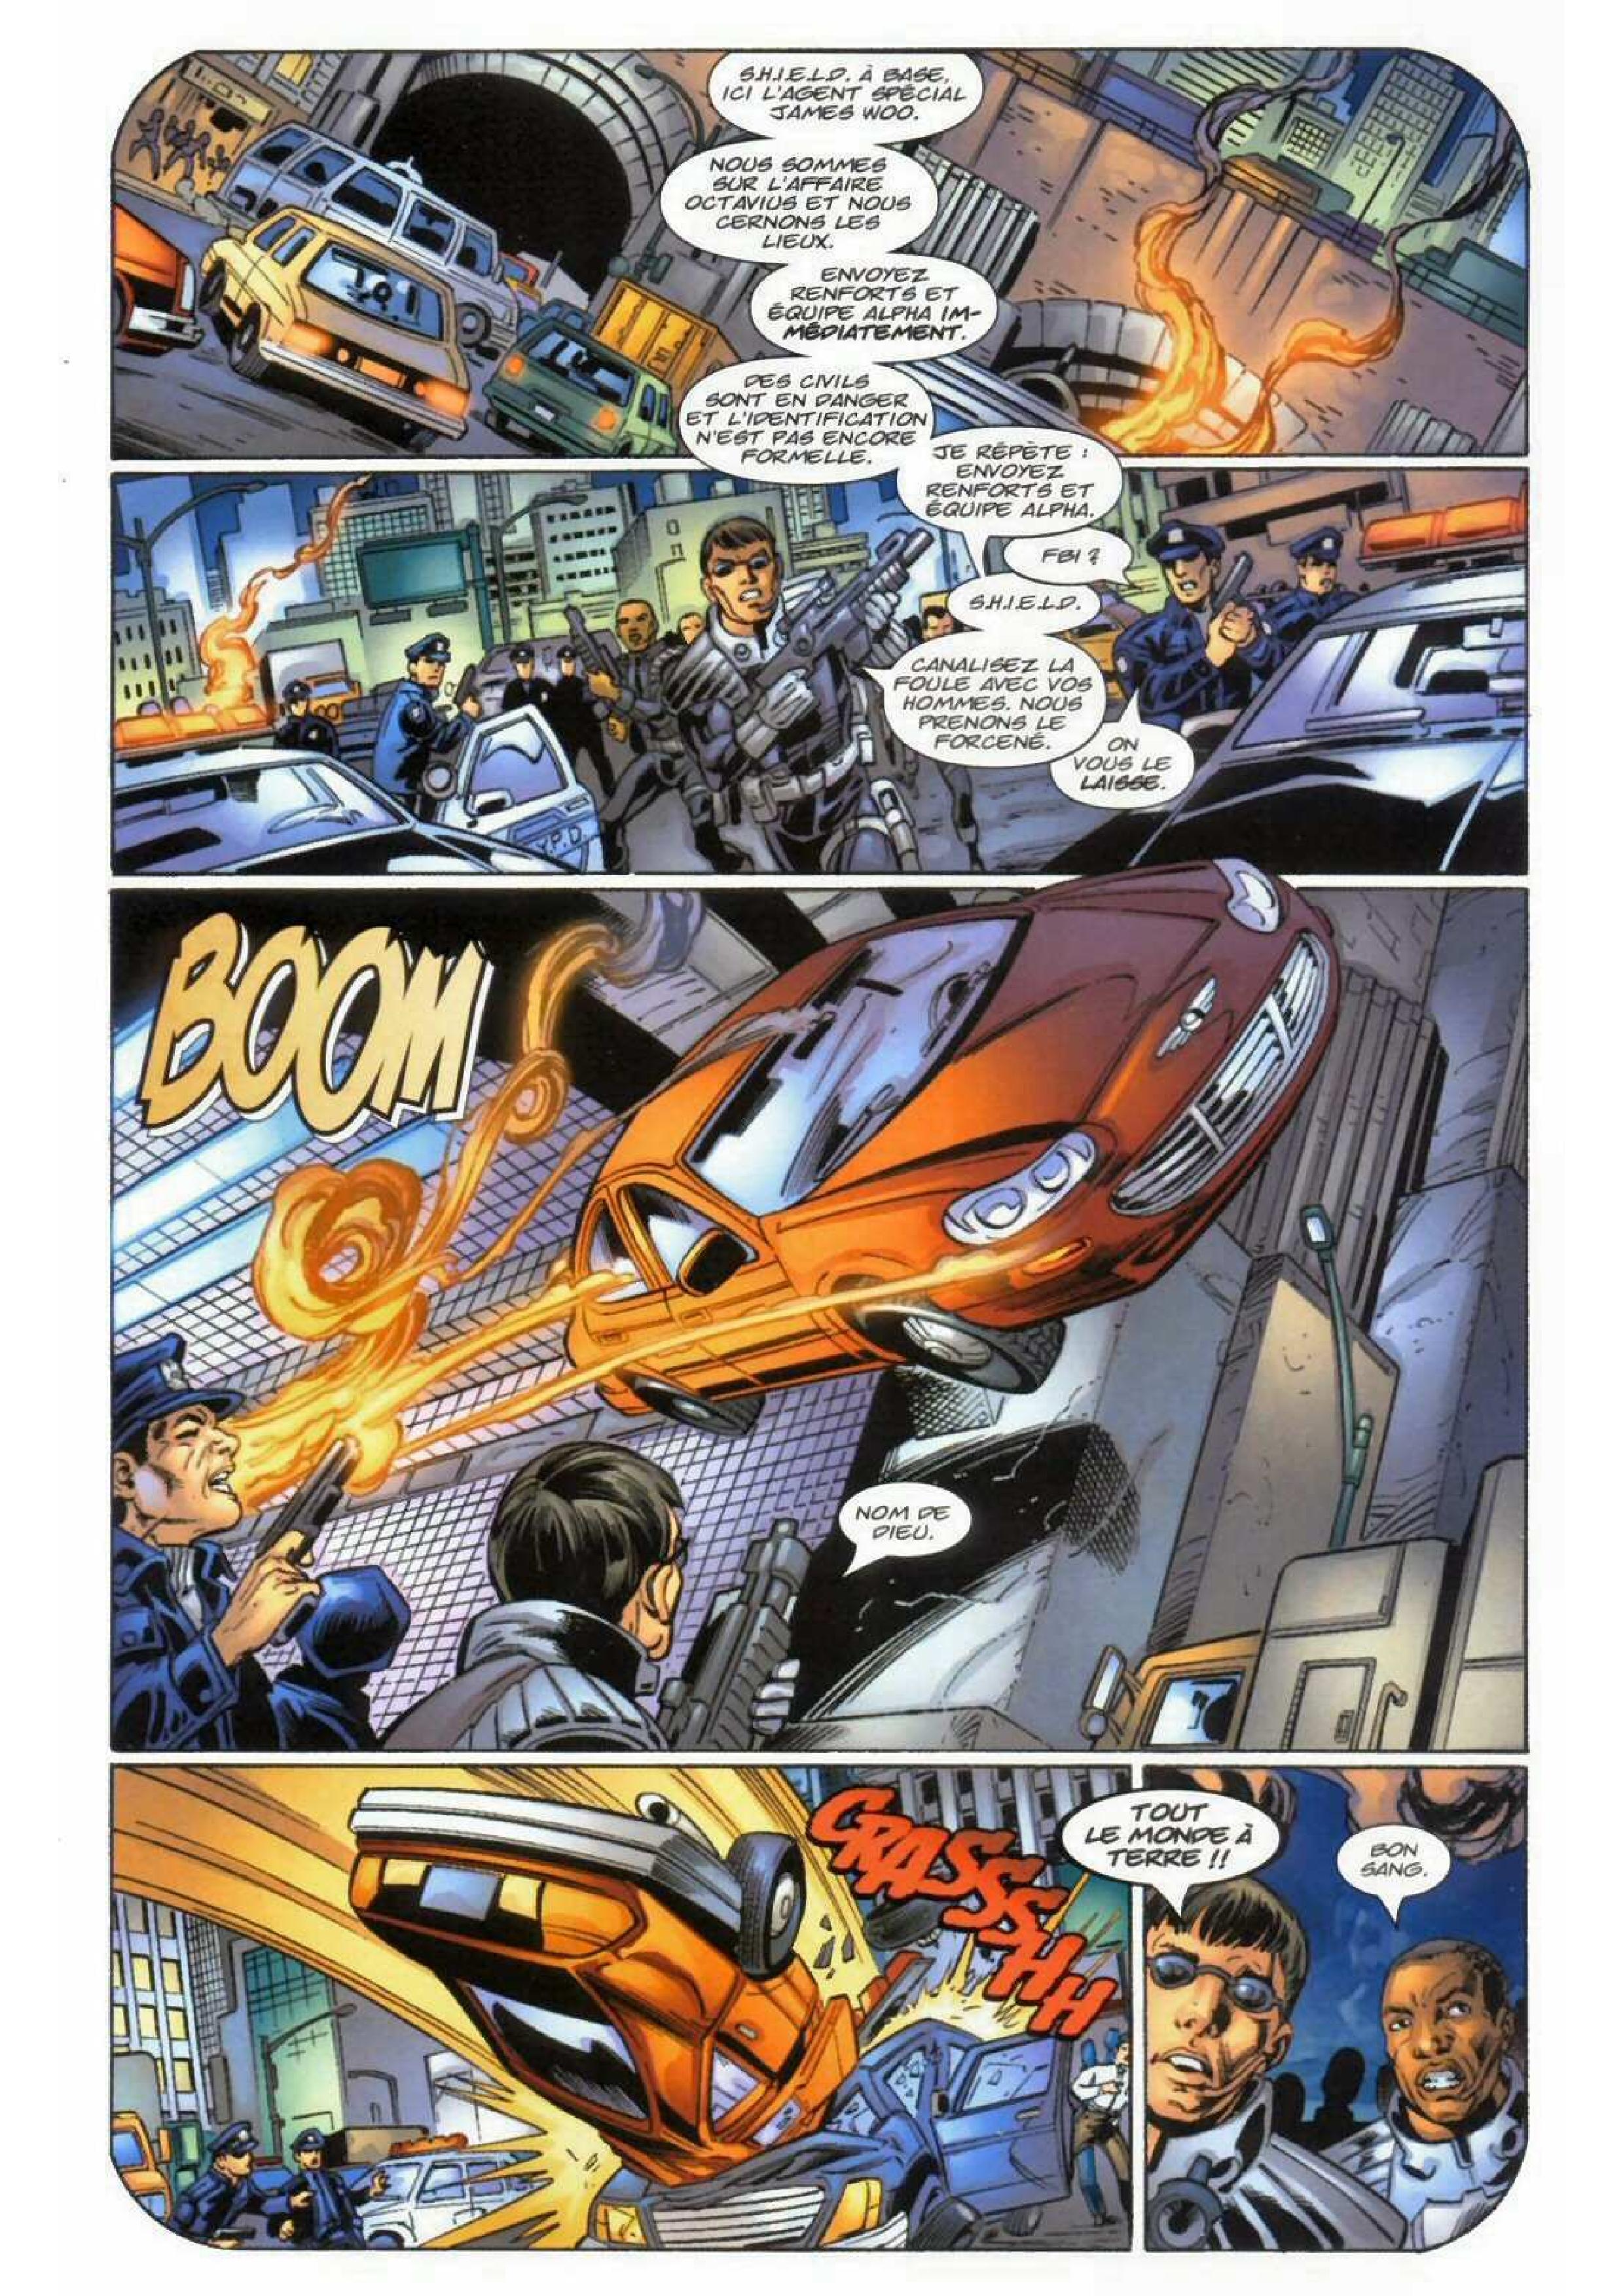 S.H.I.E.L.D. À BASE,
ICI L'AGENT SPÉCIAL
JAMES WOO.
NOUS SOMMES
SUR L'AFFAIRE
OCTAVIUS ET NOUS
CERNONS LES
LIEUX.
ENVOYEZ
RENFORTS ET
ÉQUIPE ALPHA IM-
MÉDIATEMENT.
DES CIVILS
SONT EN DANGER
ET L'IDENTIFICATION
N'EST PAS ENCORE
FORMELLE.
JE RÉPÈTE :
ENVOYEZ
RENFORTS ET
ÉQUIPE ALPHA.
FBI ?
S.H.I.E.L.D.
CANALISEZ LA
FOULE AVEC VOS
HOMMES. NOUS
PRENONS LE
FORCENÉ.
ON
VOUS LE
LAISSE.
Y.P.D.
BOOM
NOM DE
DIEU.
CRASSSSHHH
TOUT
LE MONDE À
TERRE !!
BON
SANG.